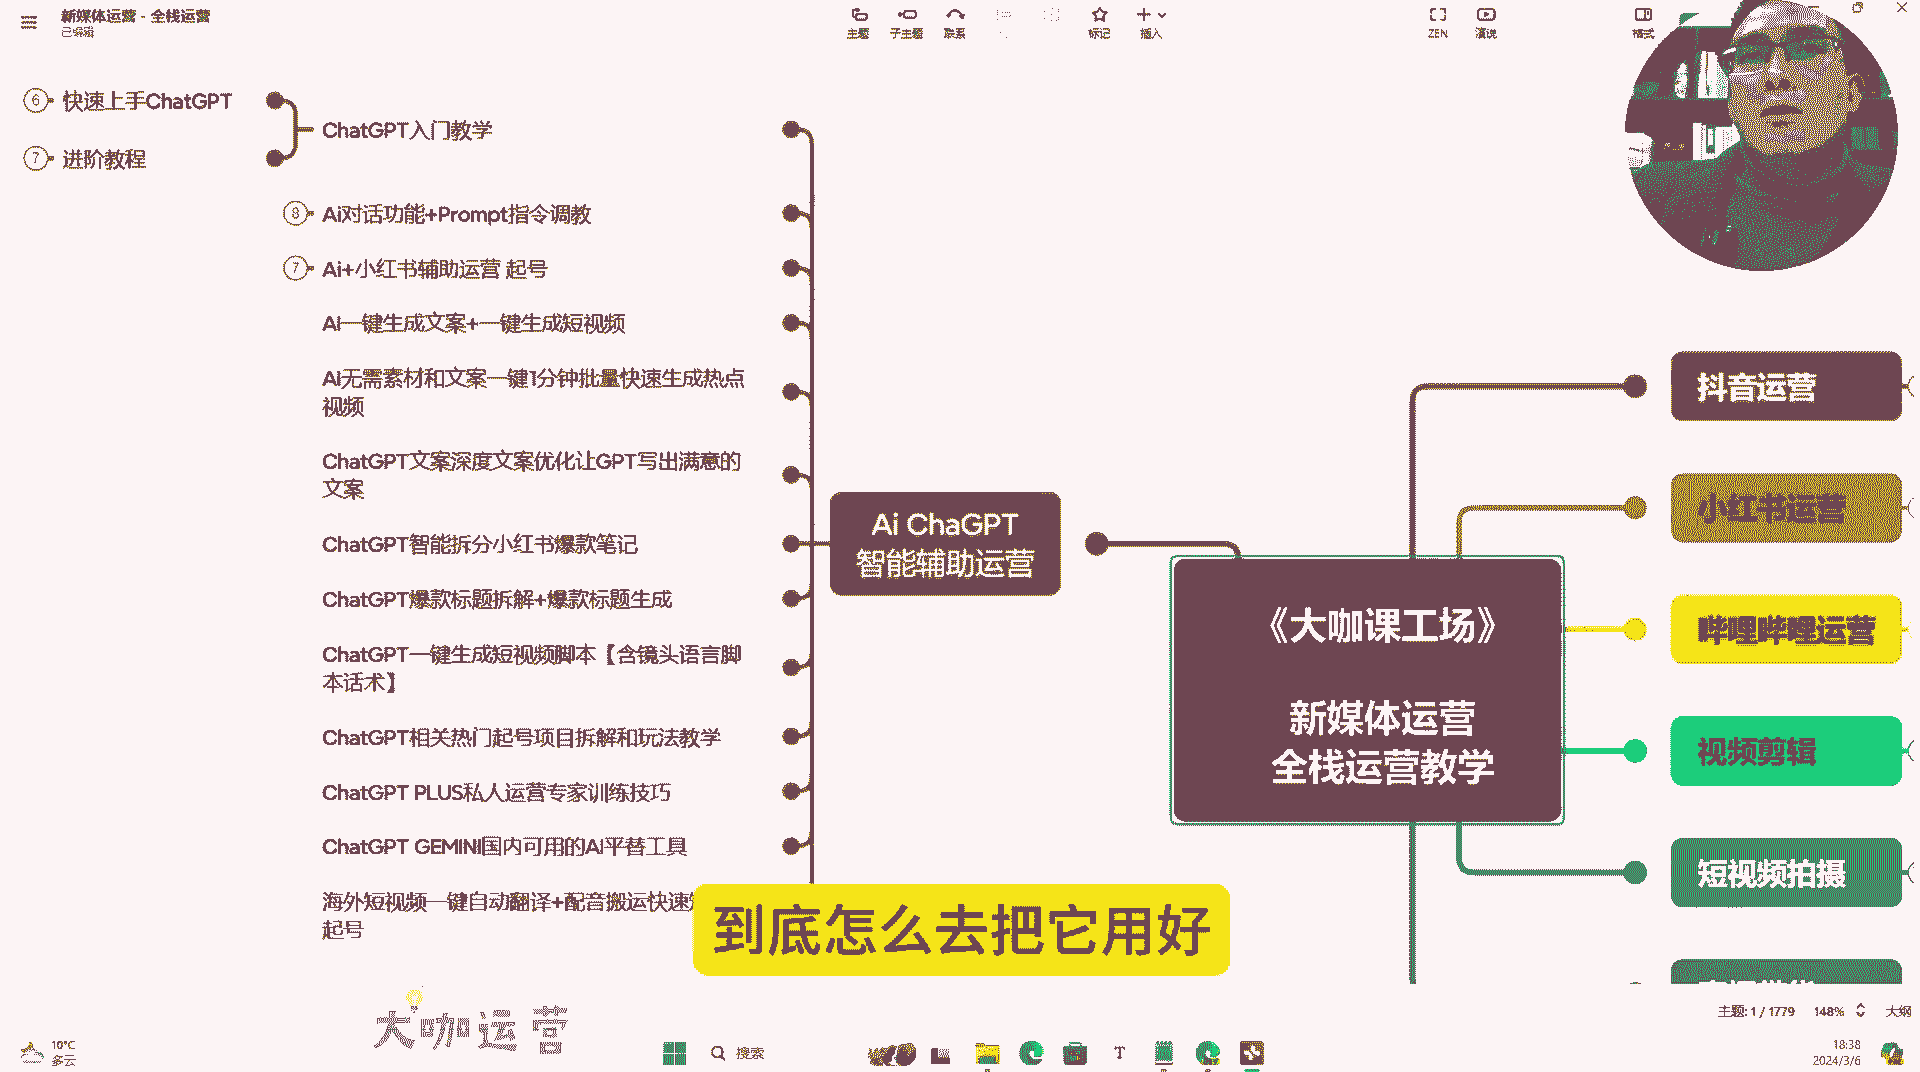 新媒体运营 - 全栈运营
已编辑
主题
子主题
联系
标记
插入
ZEN
演说
格式
6
快速上手ChatGPT
7
进阶教程
ChatGPT入门教学
8
Ai对话功能+Prompt指令调教
7
Ai+小红书辅助运营 起号
AI一键生成文案+一键生成短视频
AI无需素材和文案一键1分钟批量快速生成热点
视频
ChatGPT文案深度文案优化让GPT写出满意的
文案
ChatGPT智能拆分小红书爆款笔记
ChatGPT爆款标题拆解+爆款标题生成
ChatGPT一键生成短视频脚本【含镜头语言脚
本话术】
ChatGPT相关热门起号项目拆解和玩法教学
ChatGPT PLUS私人运营专家训练技巧
ChatGPT GEMINI国内可用的AI平替工具
海外短视频一键自动翻译+配音搬运快速
起号
Ai ChaGPT
智能辅助运营
《大咖课工场》
新媒体运营
全栈运营教学
抖音运营
小红书运营
哔哩哔哩运营
视频剪辑
短视频拍摄
到底怎么去把它用好
大咖运营
主题: 1 / 1779
148%
大纲
10°C
多云
搜索
18:38
2024/3/6